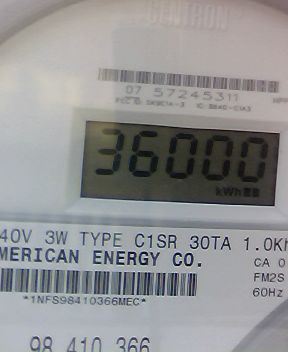 CENTRON
07 57245311
36000
kWh
40V 3W TYPE C1SR 30TA 1.0Kh
MERICAN ENERGY CO.
CA 0
FM2S
*1NFS98410366MEC*
60Hz
98 410 366